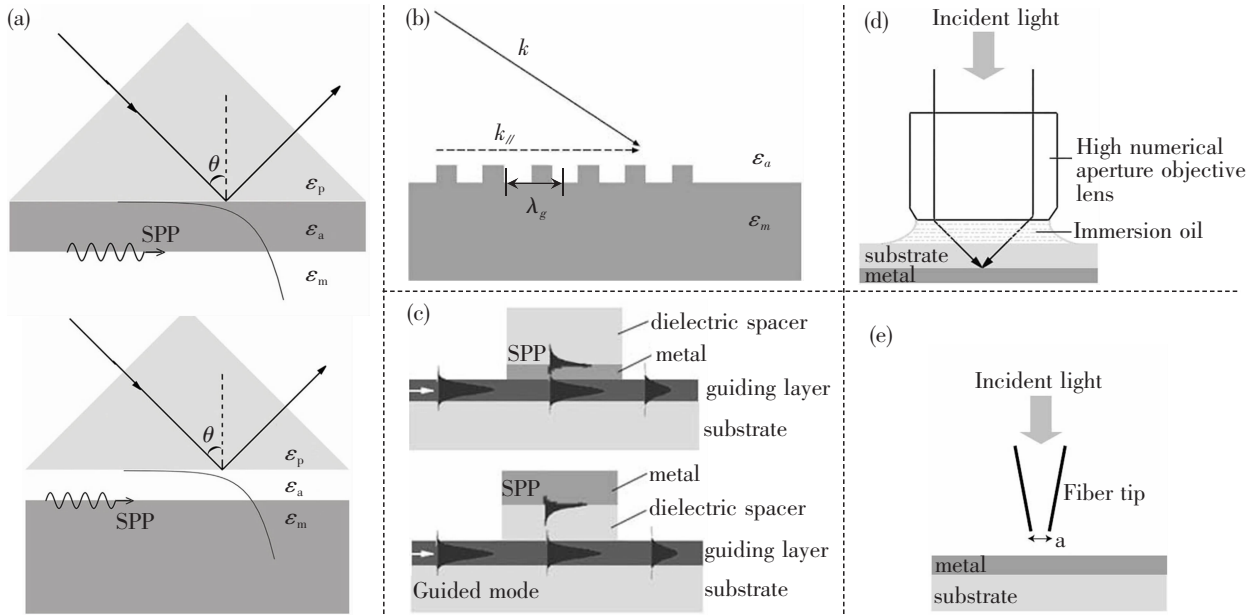 (a)
θ
εp
εa
SPP
εm
θ
εp
εa
SPP
εm
(b)
k
k//
εa
λg
εm
(c)
dielectric spacer
SPP
metal
guiding layer
substrate
metal
SPP
dielectric spacer
guiding layer
Guided mode
substrate
(d)
Incident light
High numerical
aperture objective
lens
Immersion oil
substrate
metal
(e)
Incident light
Fiber tip
a
metal
substrate